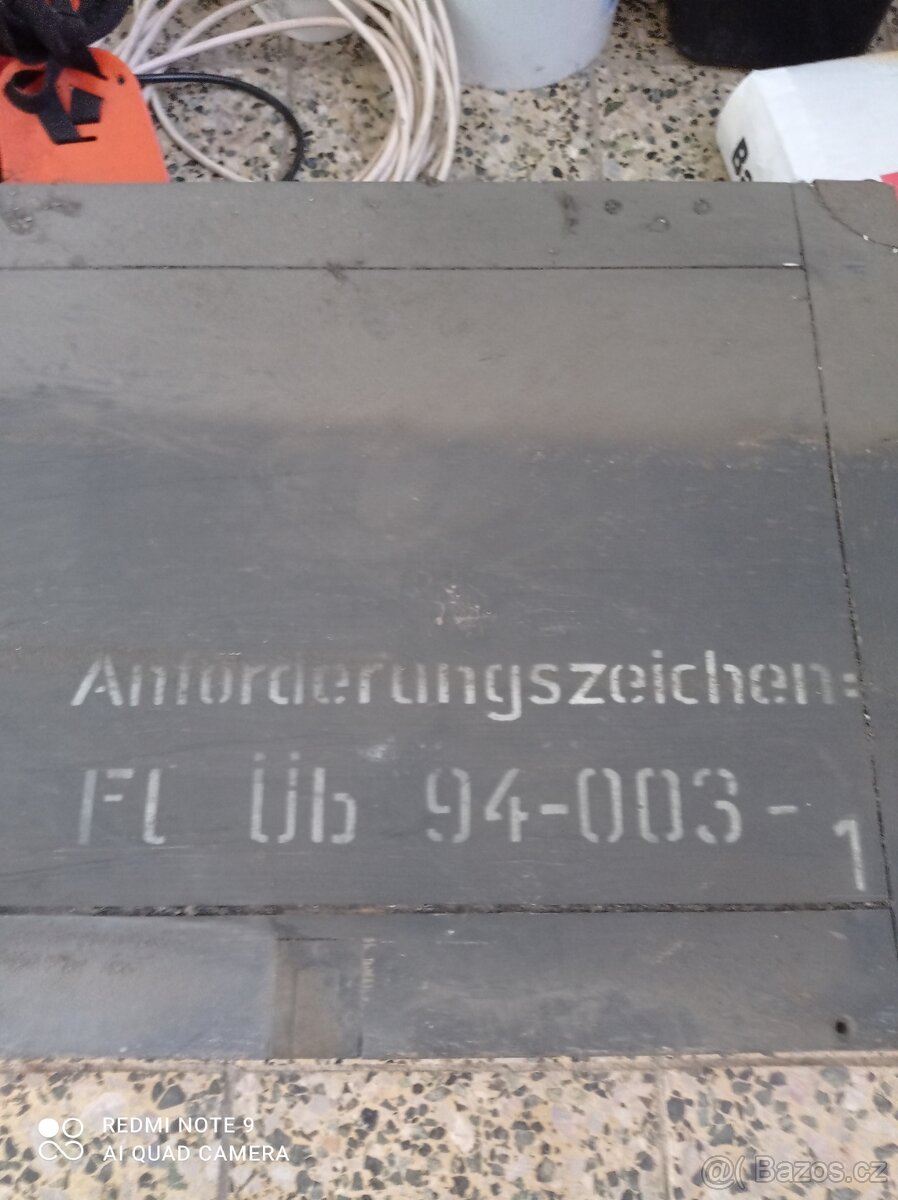 Anforderungszeichen:
Fl Üb 94-003-1
REDMI NOTE 9
AI QUAD CAMERA
@( Bazos.cz